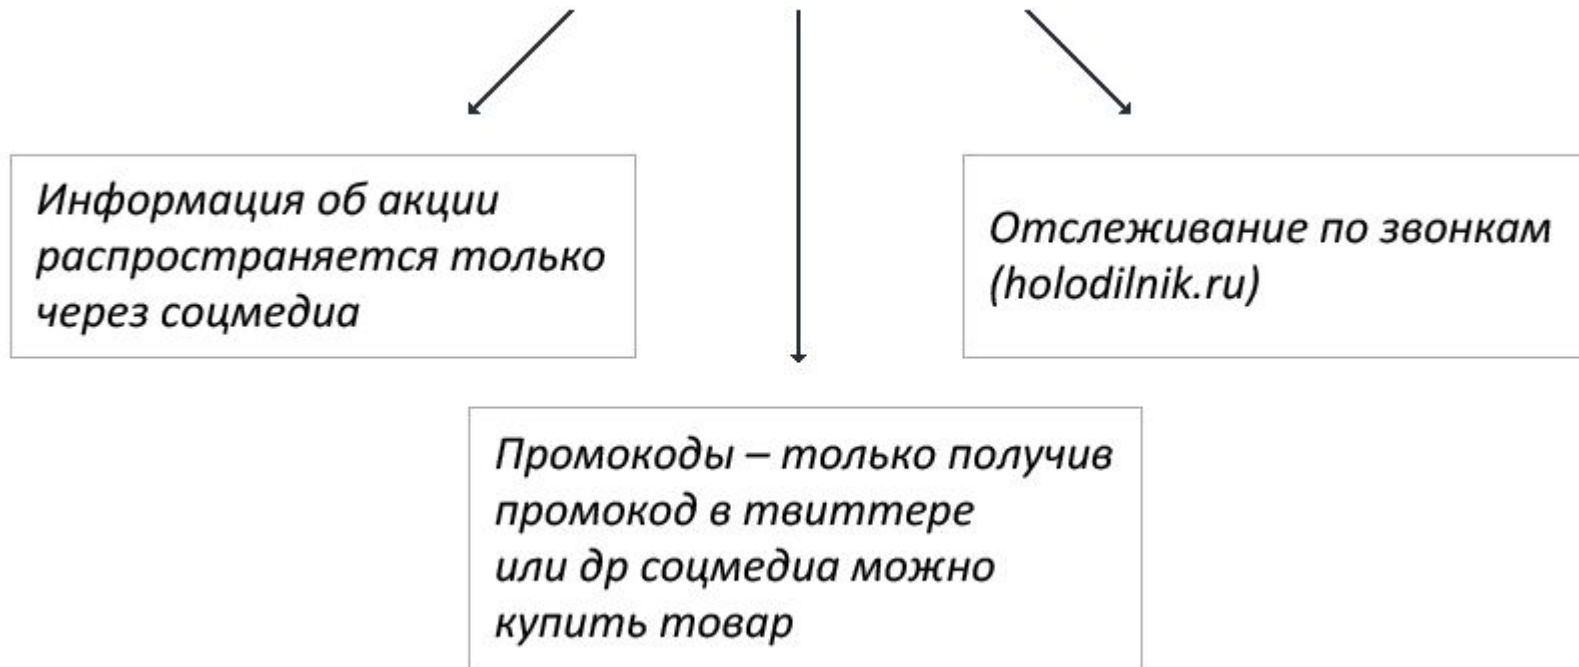 Информация об акции
распространяется только
через соцмедиа
Отслеживание по звонкам
(holodilnik.ru)
Промокоды – только получив
промокод в твиттере
или др соцмедиа можно
купить товар